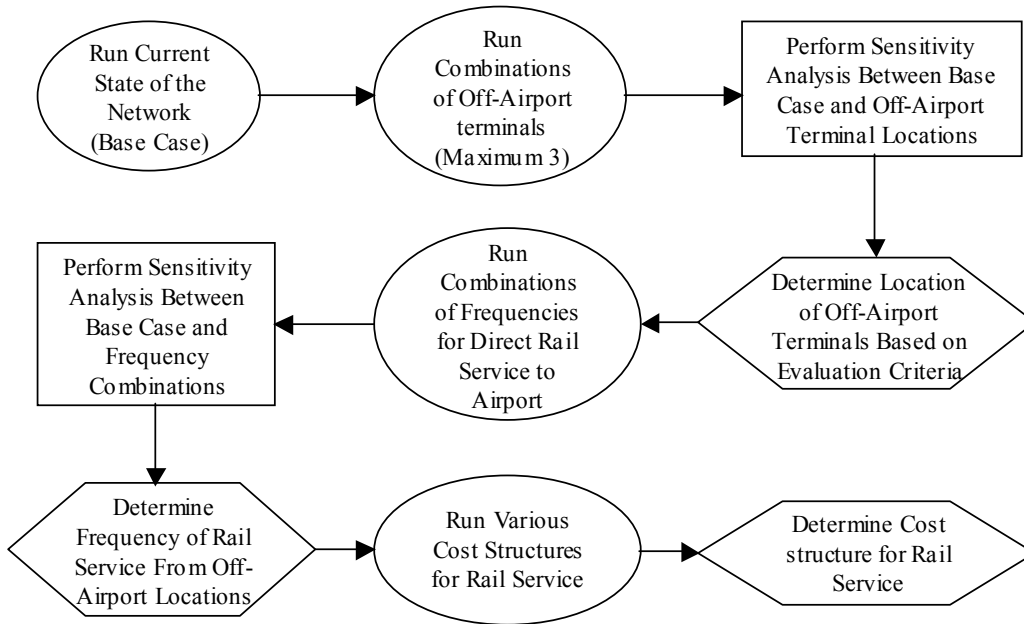 Run Current
State of the
Network
(Base Case)
Run
Combinations
of Off-Airport
terminals
(Maximum 3)
Perform Sensitivity
Analysis Between Base
Case and Off-Airport
Terminal Locations
Determine Location
of Off-Airport
Terminals Based on
Evaluation Criteria
Run
Combinations
of Frequencies
for Direct Rail
Service to
Airport
Perform Sensitivity
Analysis Between
Base Case and
Frequency
Combinations
Determine
Frequency of Rail
Service From Off-
Airport Locations
Run Various
Cost Structures
for Rail Service
Determine Cost
structure for Rail
Service